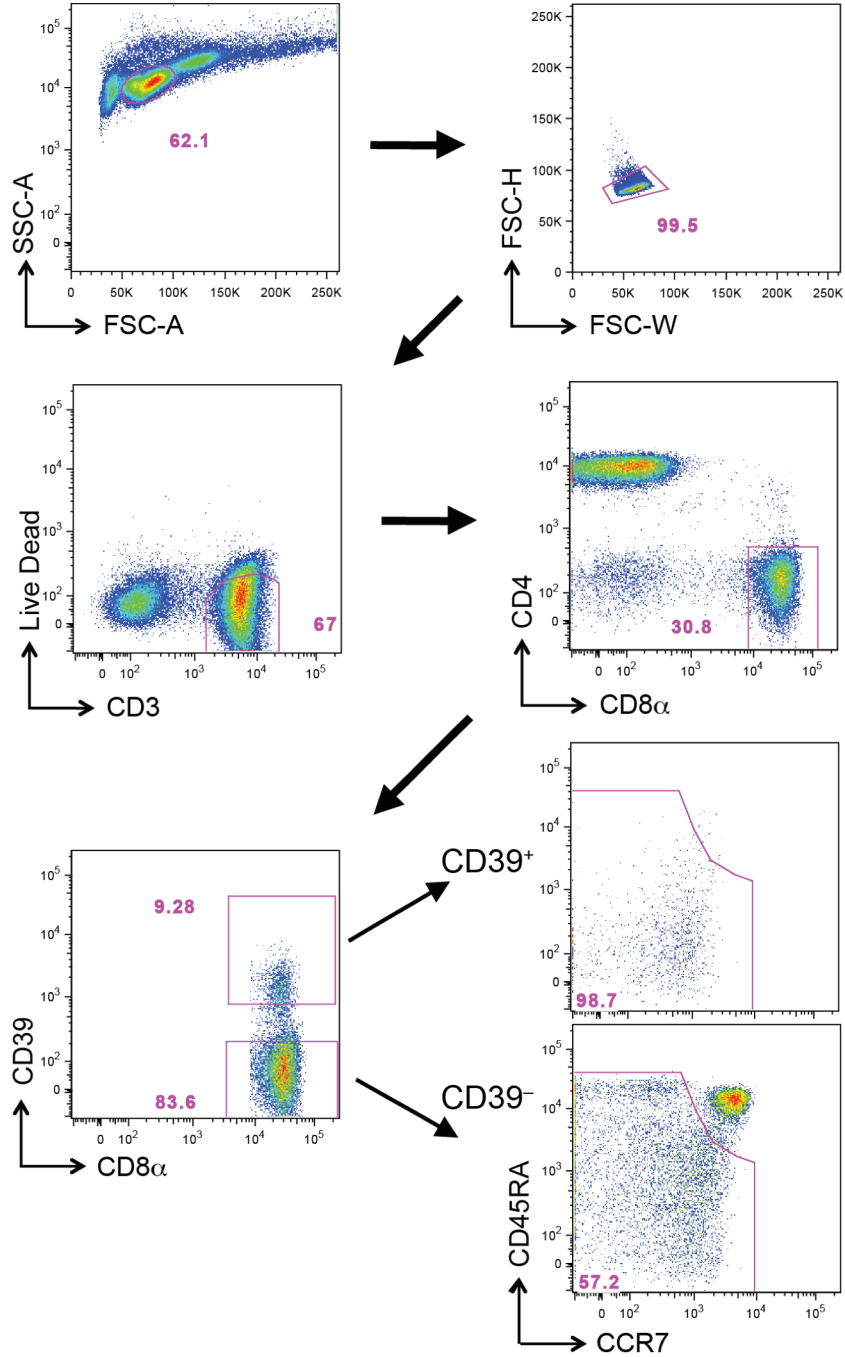 10⁵
10⁴
10³
10²
0
SSC-A
62.1
0 50K 100K 150K 200K 250K
FSC-A
250K
200K
150K
100K
50K
0
FSC-H
99.5
0 50K 100K 150K 200K 250K
FSC-W
10⁵
10⁴
10³
10²
0
Live Dead
67
0 10² 10³ 10⁴ 10⁵
CD3
10⁵
10⁴
10³
10²
0
CD4
30.8
0 10² 10³ 10⁴ 10⁵
CD8α
10⁵
10⁴
10³
10²
0
CD39
9.28
83.6
0 10² 10³ 10⁴ 10⁵
CD8α
CD39⁺
10⁵
10⁴
10³
10²
0
98.7
CD39⁻
10⁵
10⁴
10³
10²
0
CD45RA
57.2
0 10² 10³ 10⁴ 10⁵
CCR7